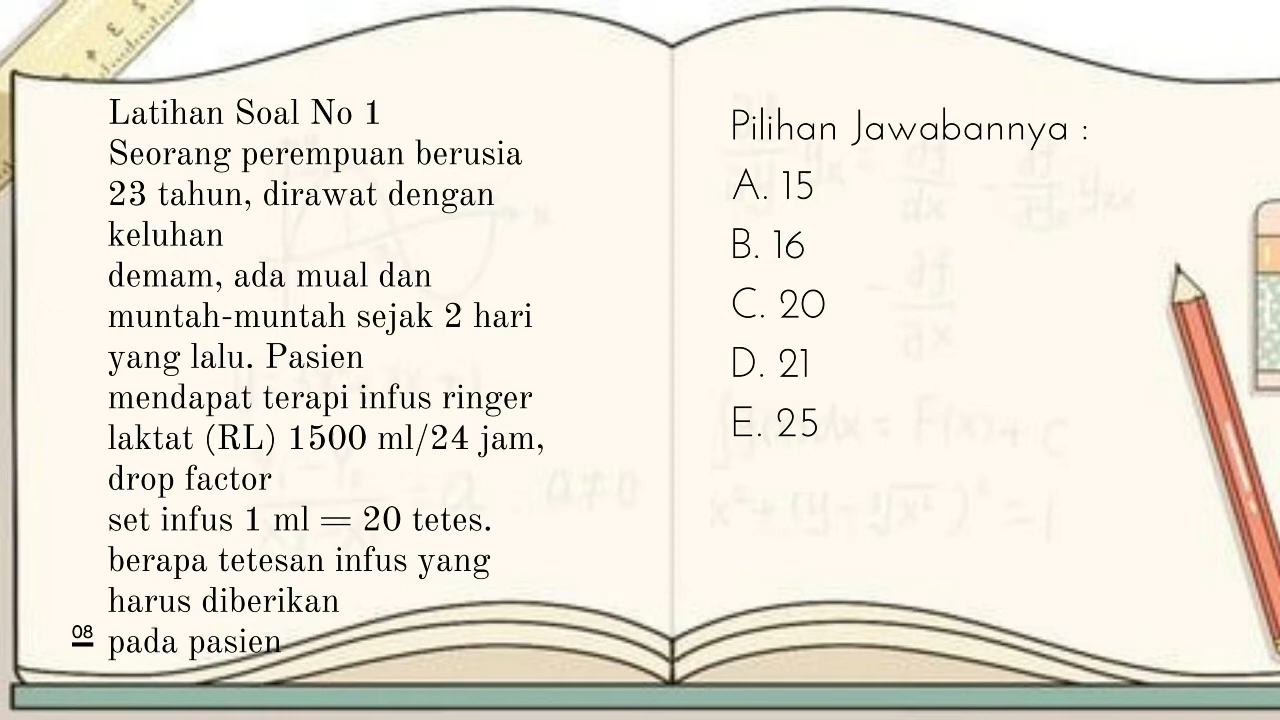 Latihan Soal No 1
Seorang perempuan berusia
23 tahun, dirawat dengan
keluhan
demam, ada mual dan
muntah-muntah sejak 2 hari
yang lalu. Pasien
mendapat terapi infus ringer
laktat (RL) 1500 ml/24 jam,
drop factor
set infus 1 ml = 20 tetes.
berapa tetesan infus yang
harus diberikan
pada pasien
08
Pilihan Jawabannya :
A. 15
B. 16
C. 20
D. 21
E. 25